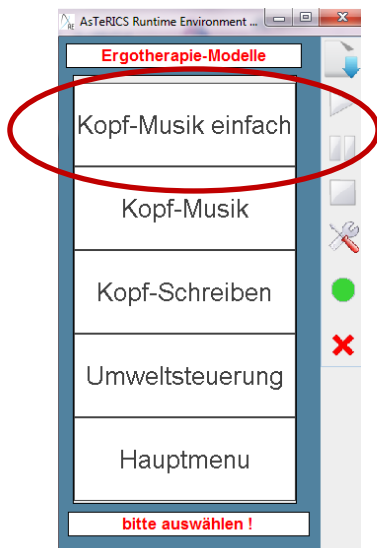 AsTeRICS Runtime Environment ...
Ergotherapie-Modelle
Kopf-Musik einfach
Kopf-Musik
Kopf-Schreiben
Umweltsteuerung
Hauptmenu
bitte auswählen !